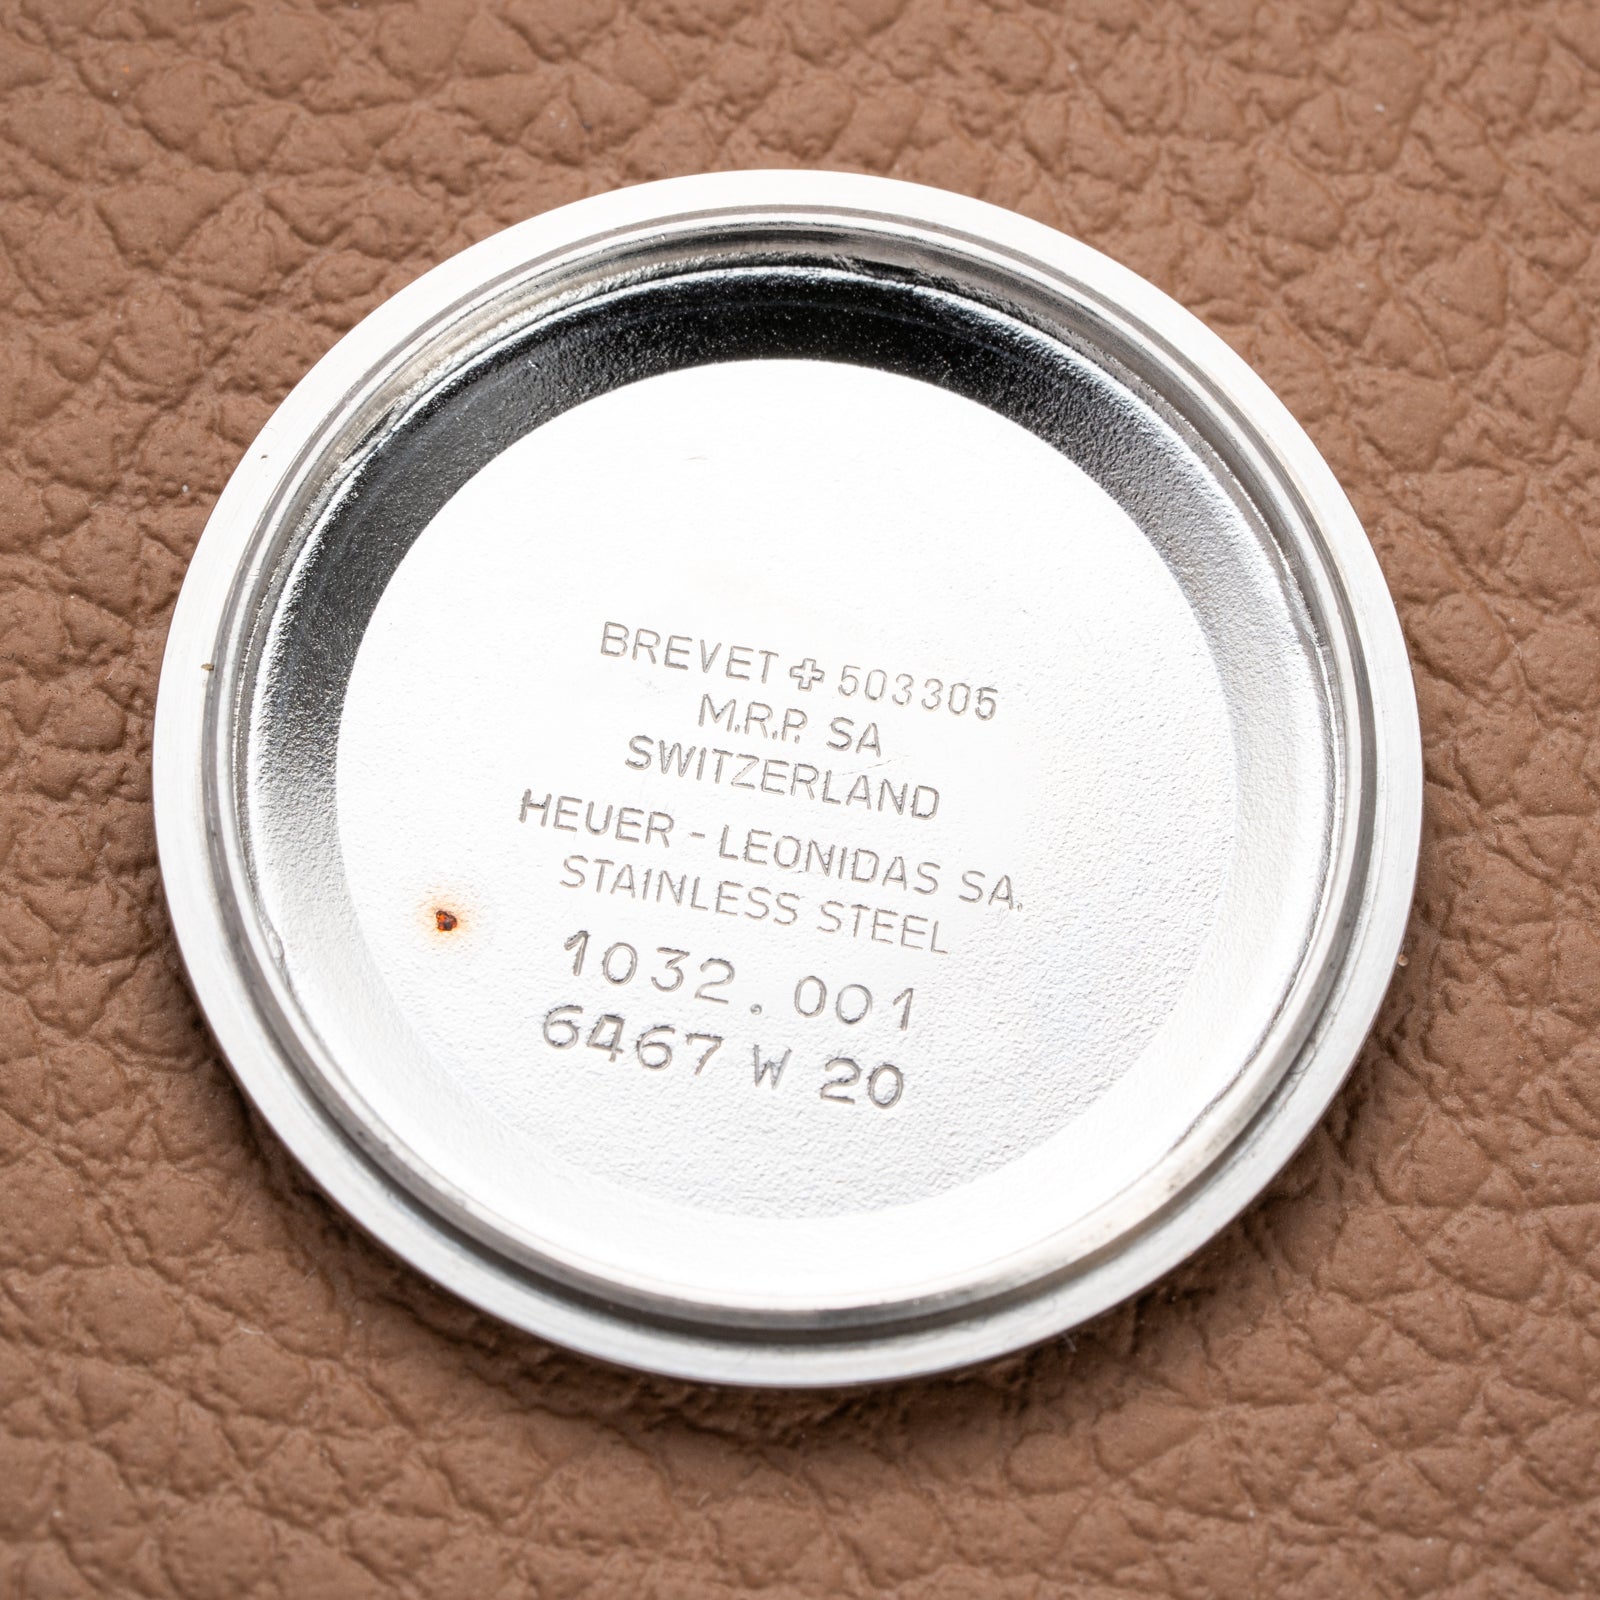 BREVET ✚ 503305
M.R.P. SA
SWITZERLAND
HEUER - LEONIDAS SA.
STAINLESS STEEL
1032.001
6467 W 20